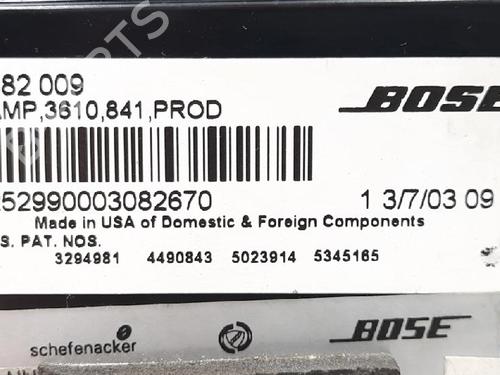 82 009
AMP,3610,841,PROD
BOSE
52990003082670
1 3/7/03 09
Made in USA of Domestic & Foreign Components
S. PAT. NOS.
3294981 4490843 5023914 5345165
schefenacker
BOSE